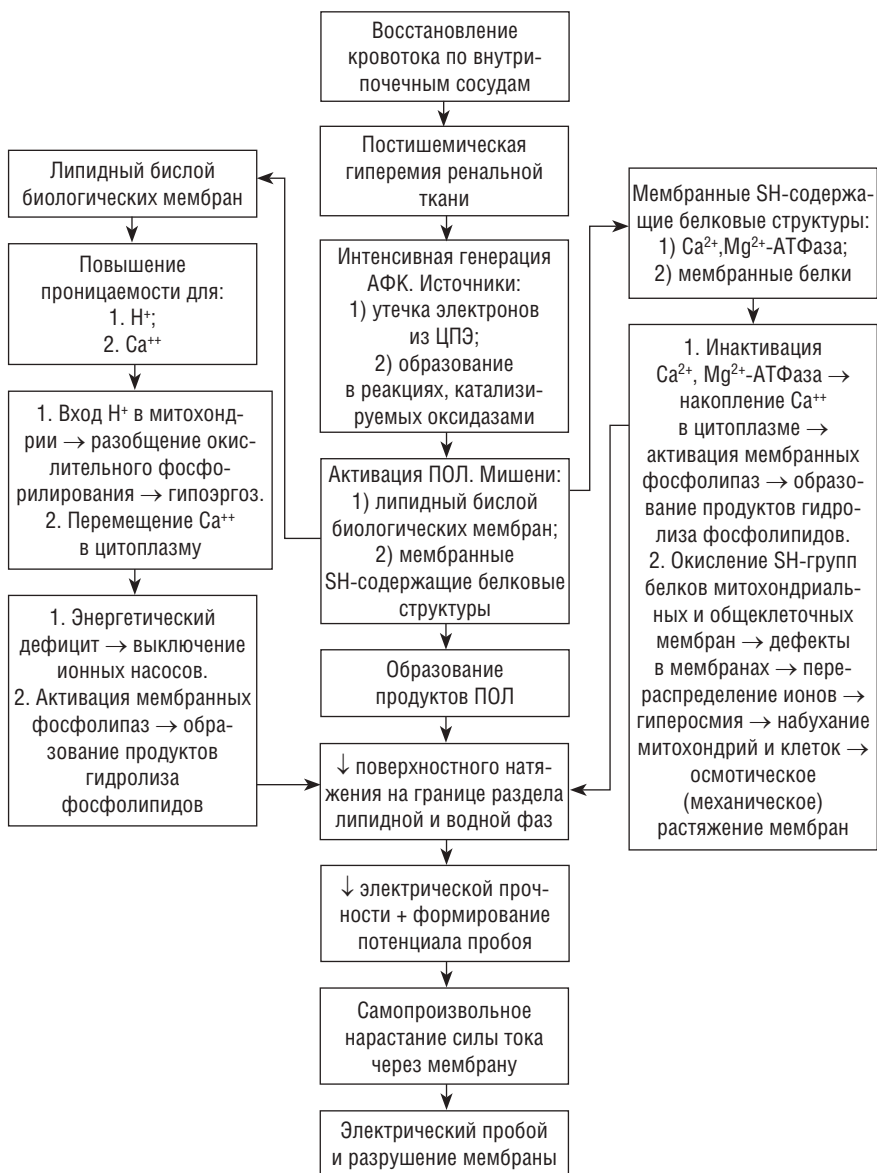 Восстановление
кровотока по внутри-
почечным сосудам
Постишемическая
гиперемия ренальной
ткани
Липидный бислой
биологических мембран
Мембранные SH-содержа-
щие белковые структуры:
1) Ca²⁺,Mg²⁺-АТФаза;
2) мембранные белки
Интенсивная генерация
АФК. Источники:
1) утечка электронов
из ЦПЭ;
2) образование
в реакциях, катализи-
руемых оксидазами
Повышение
проницаемости для:
1. H⁺;
2. Ca⁺⁺
1. Инактивация
Ca²⁺, Mg²⁺-АТФаза →
накопление Ca⁺⁺
в цитоплазме →
активация мембранных
фосфолипаз → образо-
вание продуктов гидро-
лиза фосфолипидов.
2. Окисление SH-групп
белков митохондриаль-
ных и общеклеточных
мембран → дефекты
в мембранах → пере-
распределение ионов →
гиперосмия → набухание
митохондрий и клеток →
осмотическое
(механическое)
растяжение мембран
1. Вход H⁺ в митохонд-
рии → разобщение окис-
лительного фосфо-
рилирования → гипоэргоз.
2. Перемещение Ca⁺⁺
в цитоплазму
Активация ПОЛ. Мишени:
1) липидный бислой
биологических мембран;
2) мембранные
SH-содержащие белковые
структуры
1. Энергетический
дефицит → выключение
ионных насосов.
2. Активация мембранных
фосфолипаз → обра-
зование продуктов
гидролиза
фосфолипидов
Образование
продуктов ПОЛ
↓ поверхностного натя-
жения на границе раздела
липидной и водной фаз
↓ электрической проч-
ности + формирование
потенциала пробоя
Самопроизвольное
нарастание силы тока
через мембрану
Электрический пробой
и разрушение мембраны